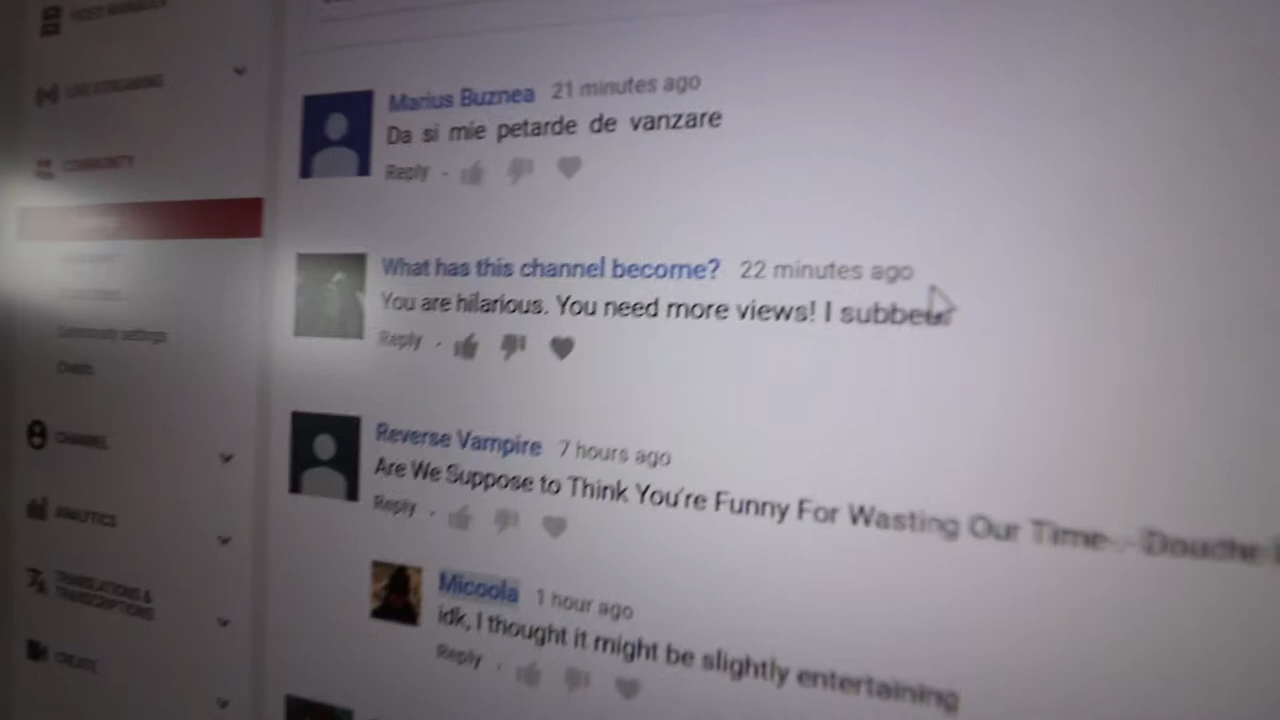 VIDEO MANAGER
LIVE STREAMING
COMMUNITY
Community settings
Credits
CHANNEL
ANALYTICS
TRANSLATIONS &
TRANSCRIPTIONS
CREATE
Marius Buznea 21 minutes ago
Da si mie petarde de vanzare
Reply
What has this channel become? 22 minutes ago
You are hilarious. You need more views! I subbed
Reply
Reverse Vampire 7 hours ago
Are We Suppose to Think You're Funny For Wasting Our Time... Douche
Reply
Micoola 1 hour ago
idk, I thought it might be slightly entertaining
Reply